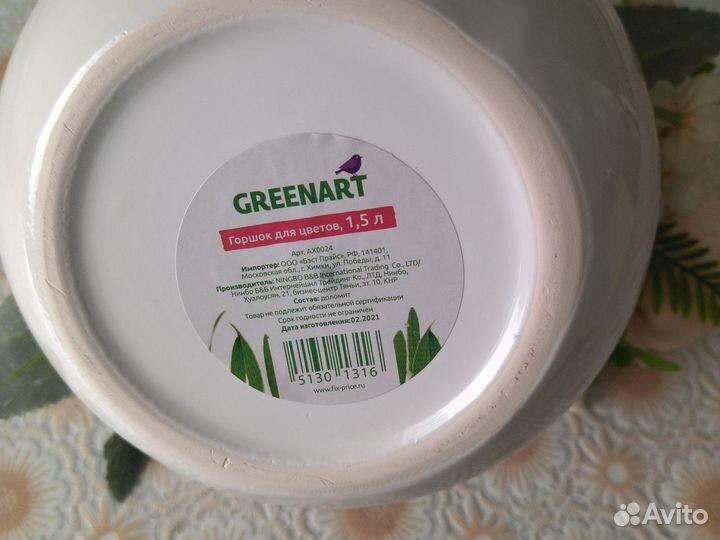 GREENART
Горшок для цветов, 1,5 л
Арт. AX0024
Импортер: ООО «Бэст Прайс», РФ, 141401,
Московская обл., г. Химки, ул. Победы, д. 11
Производитель: NINGBO B&B International Trading Co., LTD/
Нинбо Б&Б Интернейшнл Трейдинг Ко., ЛТД, Нинбо,
Хуалоусян, 21, бизнес-центр Тяньи, эт. 10, КНР
Состав: доломит
Товар не подлежит обязательной сертификации
Срок годности не ограничен
Дата изготовления: 02.2021
5130 1316
www.fix-price.ru
Avito